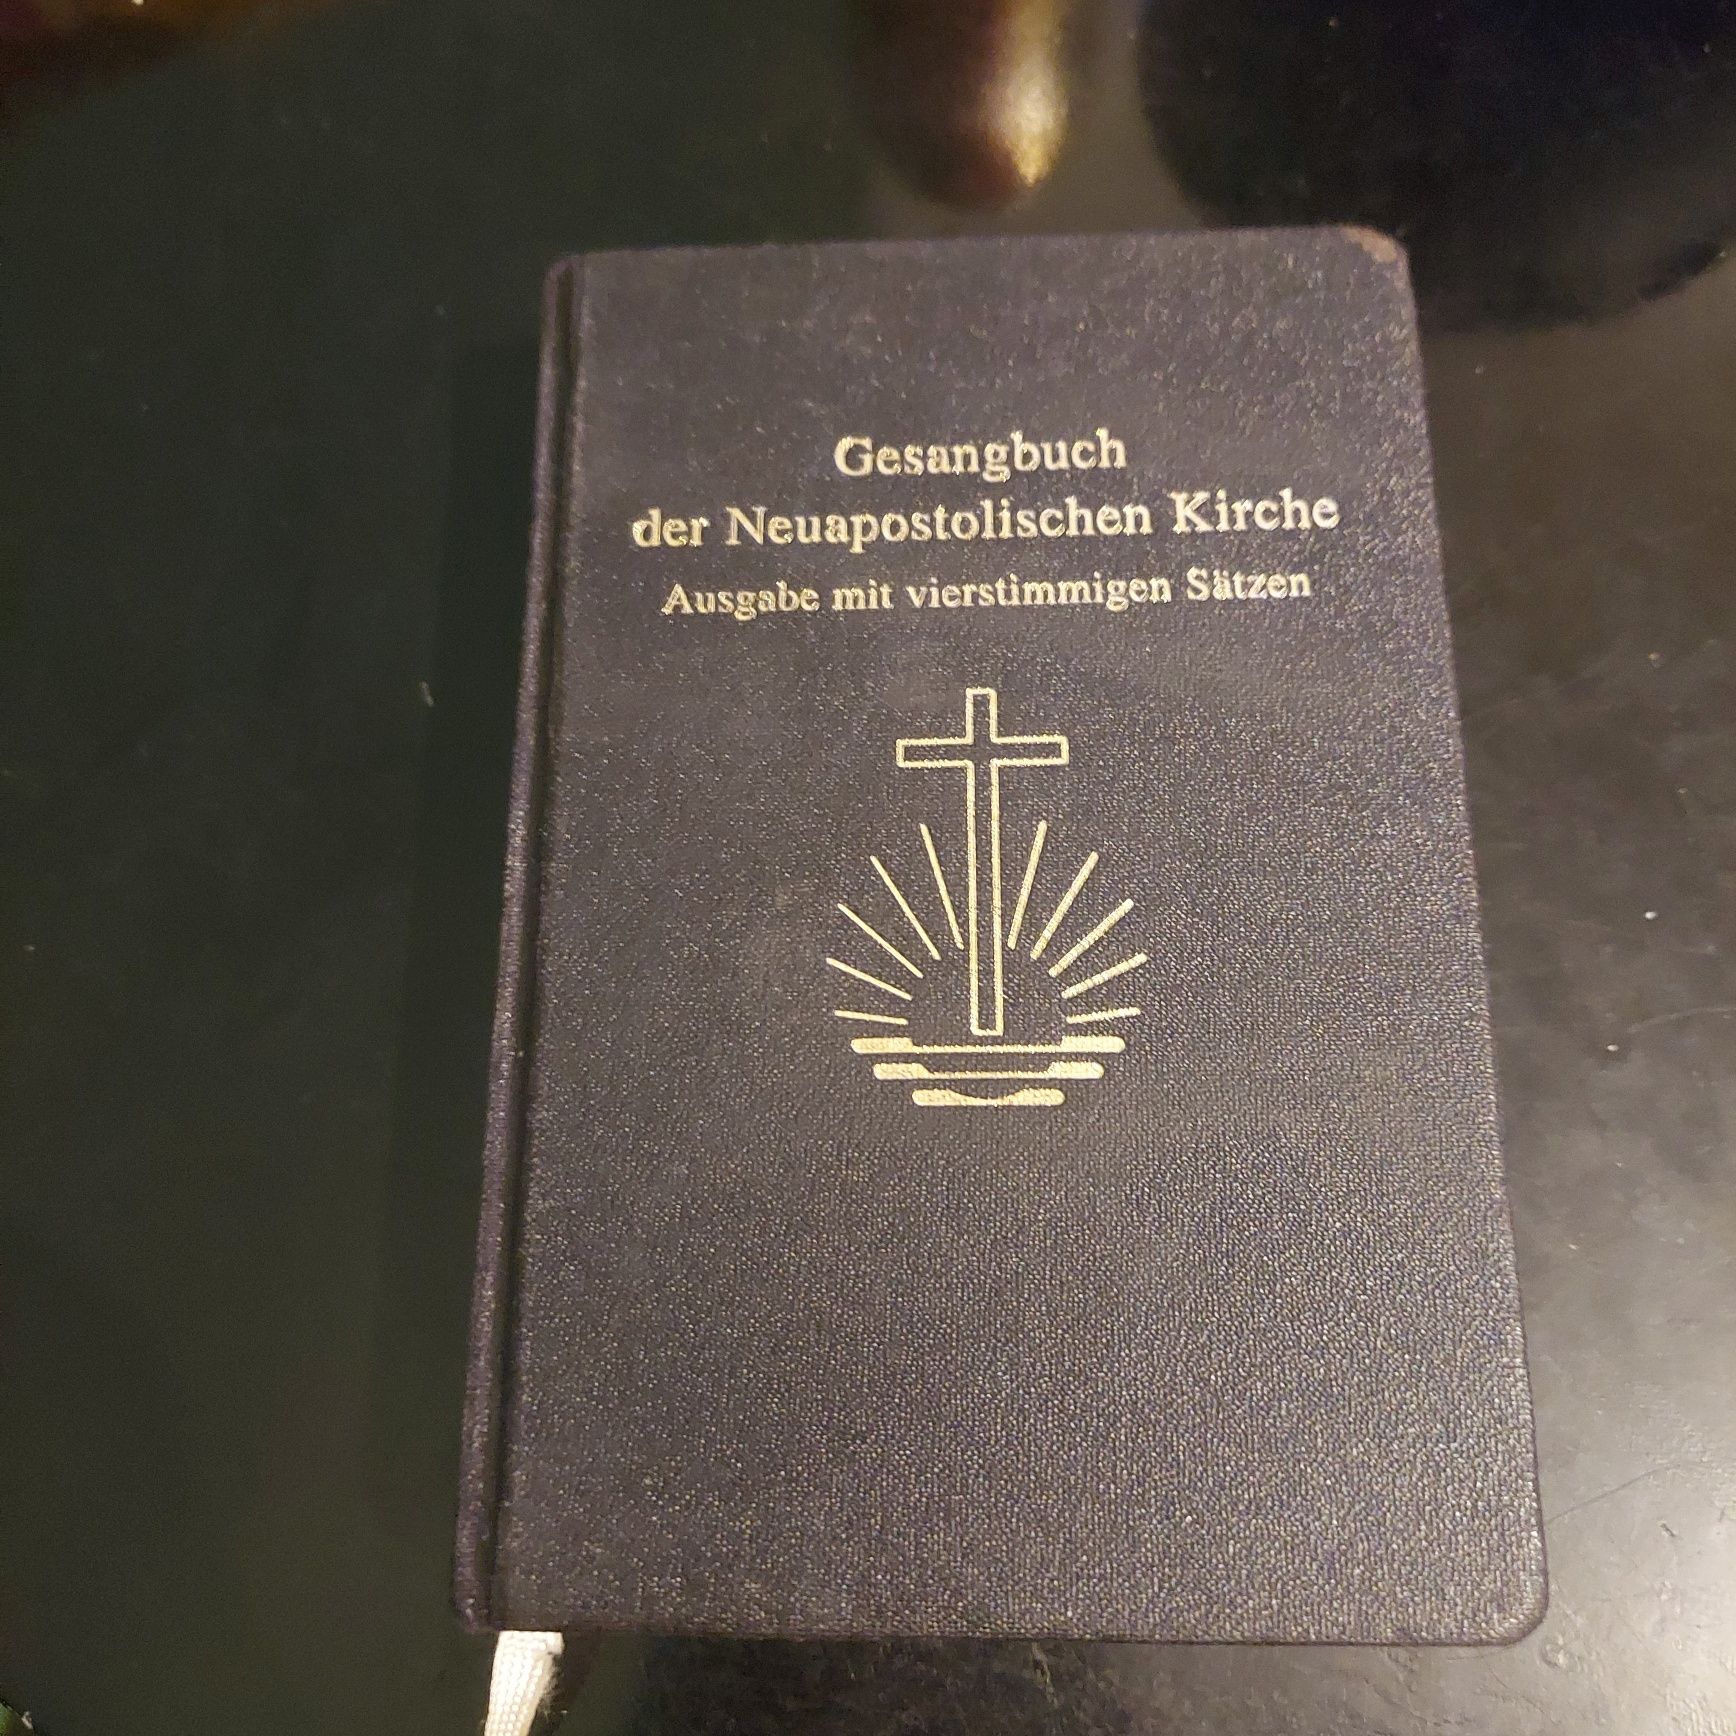 Gesangbuch
der Neuapostolischen Kirche
Ausgabe mit vierstimmigen Sätzen